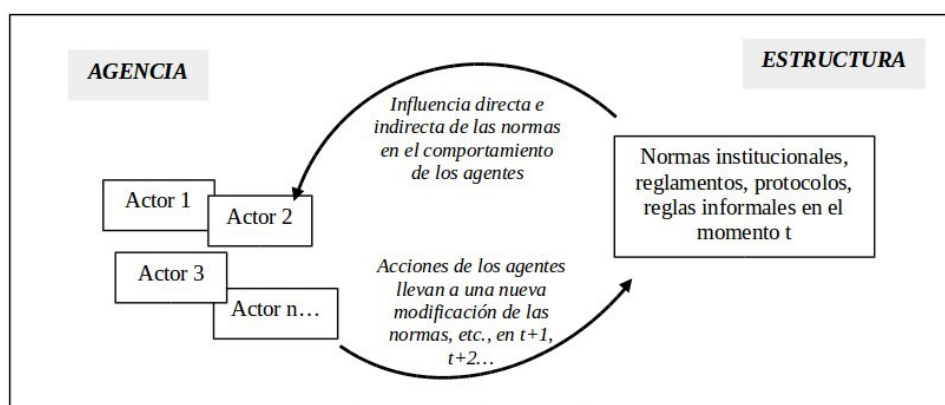 AGENCIA
ESTRUCTURA
Influencia directa e
indirecta de las normas
en el comportamiento
de los agentes
Normas institucionales,
reglamentos, protocolos,
reglas informales en el
momento t
Actor 1
Actor 2
Actor 3
Actor n…
Acciones de los agentes
llevan a una nueva
modificación de las
normas, etc., en t+1,
t+2…